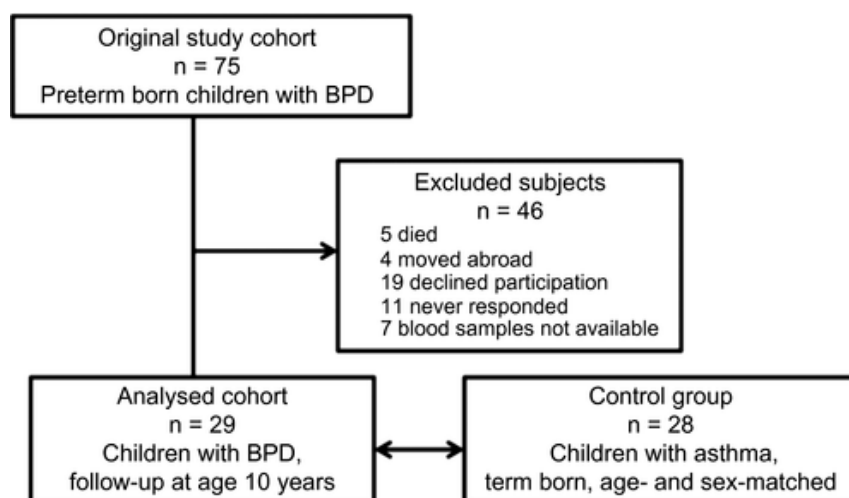 Original study cohort
n = 75
Preterm born children with BPD
Excluded subjects
n = 46
5 died
4 moved abroad
19 declined participation
11 never responded
7 blood samples not available
Analysed cohort
n = 29
Children with BPD,
follow-up at age 10 years
Control group
n = 28
Children with asthma,
term born, age- and sex-matched